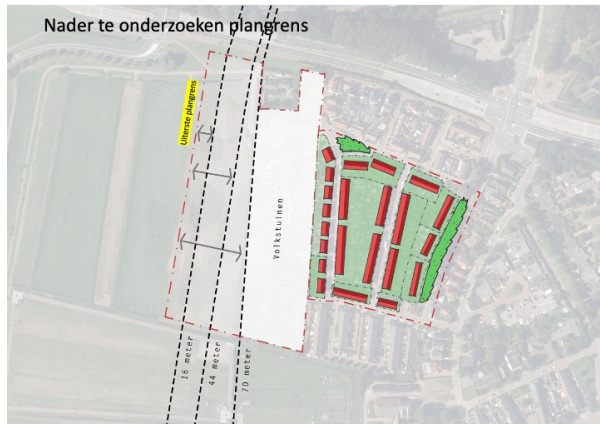 Nader te onderzoeken plangrens
Uiterste plangrens
Volkstuinen
16 meter
44 meter
70 meter